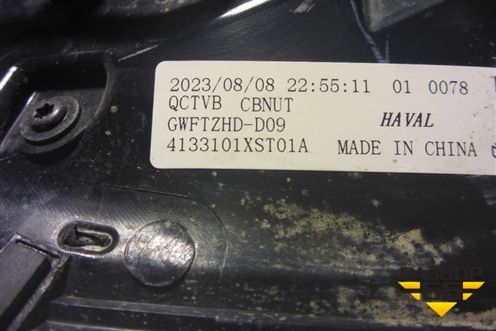 2023/08/08 22:55:11 01 0078
QCTVB CBNUT
GWFTZHD-D09 HAVAL
4133101XST01A MADE IN CHINA